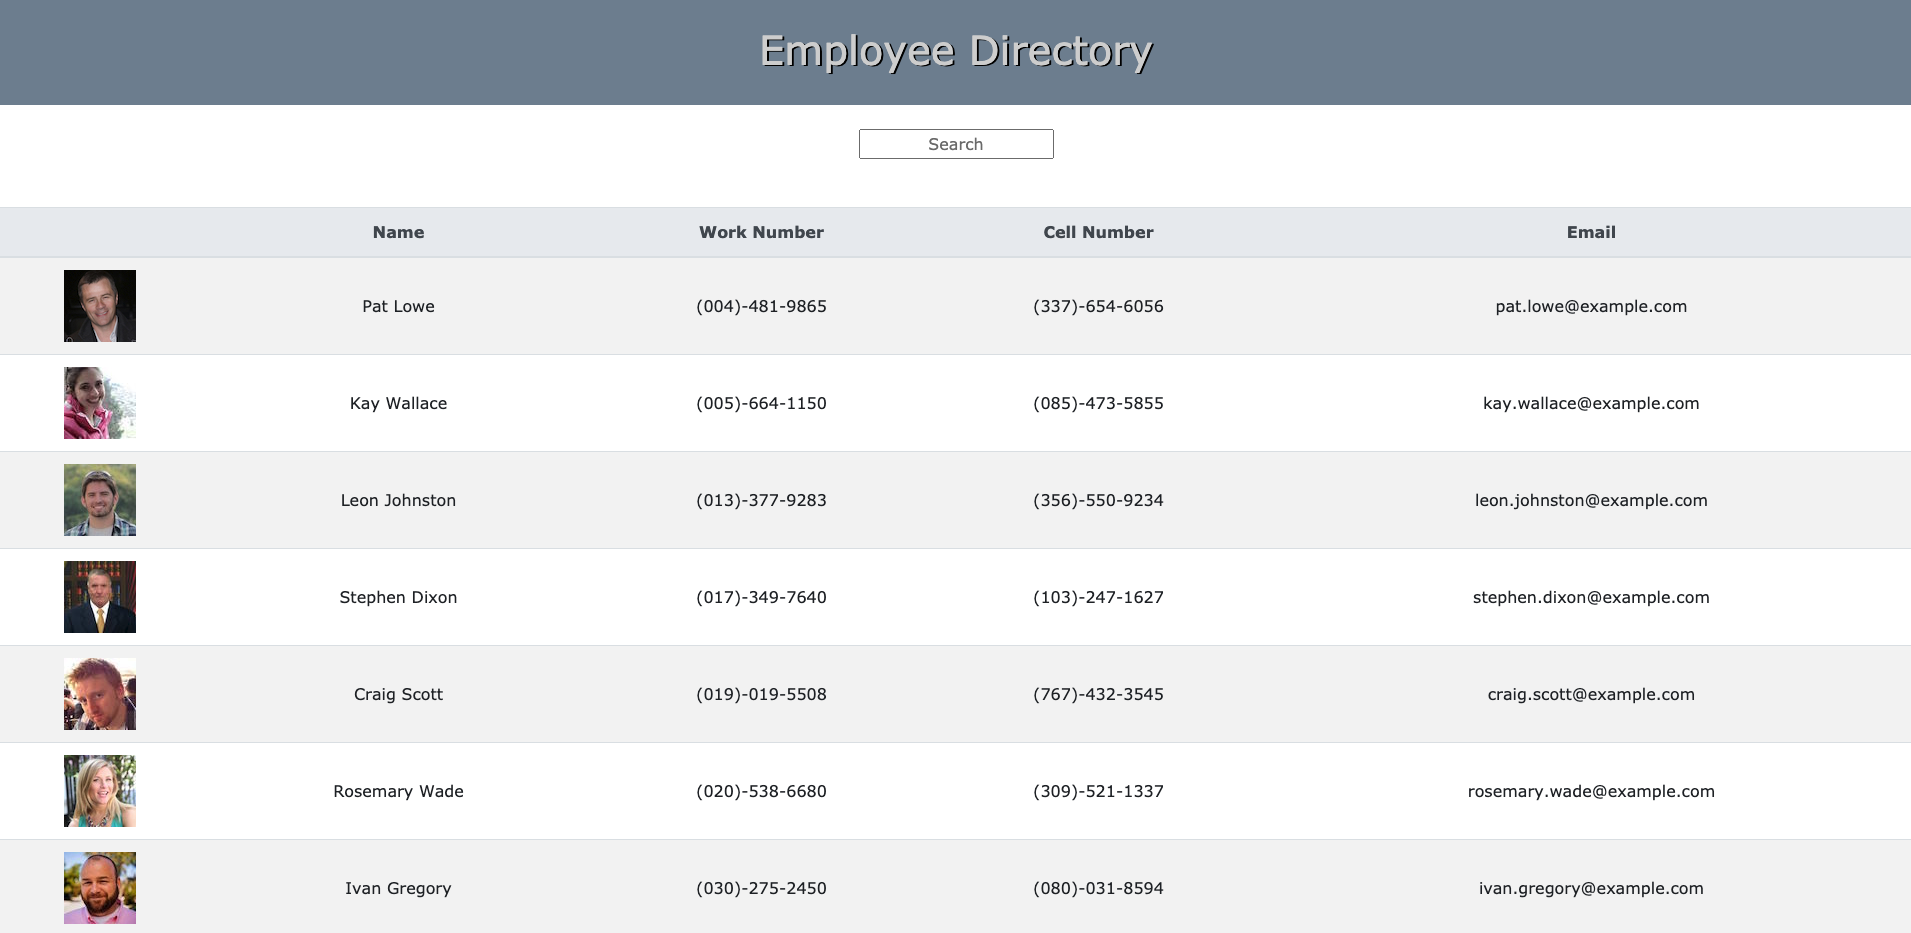 Employee Directory
Search
Name Work Number Cell Number Email
Pat Lowe (004)-481-9865 (337)-654-6056 pat.lowe@example.com
Kay Wallace (005)-664-1150 (085)-473-5855 kay.wallace@example.com
Leon Johnston (013)-377-9283 (356)-550-9234 leon.johnston@example.com
Stephen Dixon (017)-349-7640 (103)-247-1627 stephen.dixon@example.com
Craig Scott (019)-019-5508 (767)-432-3545 craig.scott@example.com
Rosemary Wade (020)-538-6680 (309)-521-1337 rosemary.wade@example.com
Ivan Gregory (030)-275-2450 (080)-031-8594 ivan.gregory@example.com